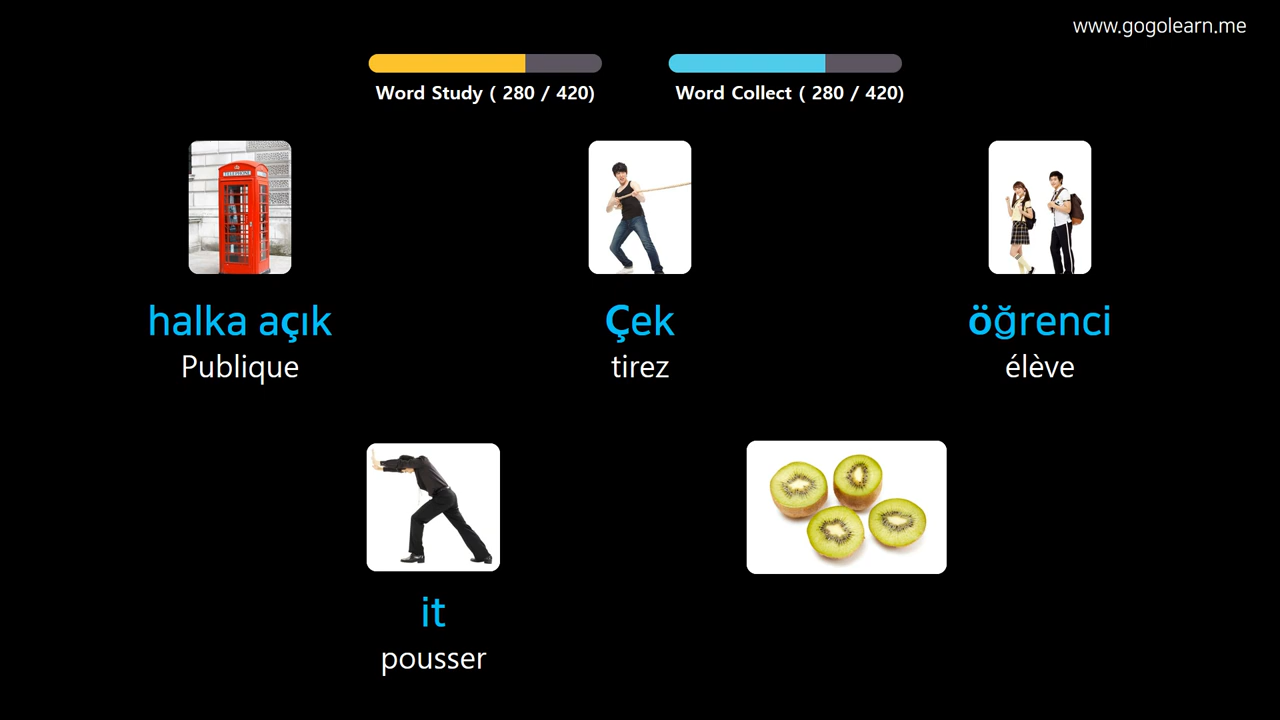 www.gogolearn.me
Word Study ( 280 / 420)
Word Collect ( 280 / 420)
TELEPHONE
halka açık
Publique
Çek
tirez
öğrenci
élève
it
pousser